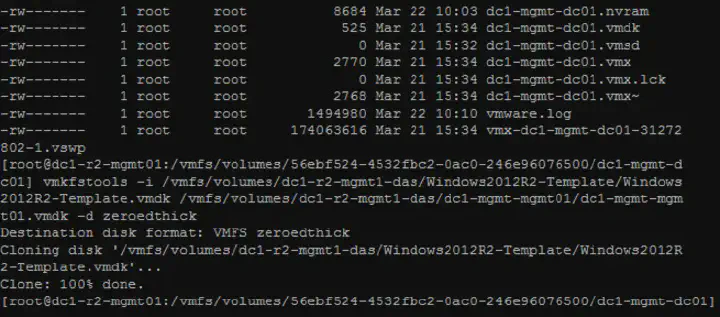 -rw-------    1 root     root          8684 Mar 22 10:03 dc1-mgmt-dc01.nvram
-rw-------    1 root     root           525 Mar 21 15:34 dc1-mgmt-dc01.vmdk
-rw-------    1 root     root             0 Mar 21 15:32 dc1-mgmt-dc01.vmsd
-rw-------    1 root     root          2770 Mar 21 15:34 dc1-mgmt-dc01.vmx
-rw-------    1 root     root             0 Mar 21 15:34 dc1-mgmt-dc01.vmx.lck
-rw-------    1 root     root          2768 Mar 21 15:34 dc1-mgmt-dc01.vmx~
-rw-------    1 root     root       1494980 Mar 22 10:10 vmware.log
-rw-------    1 root     root     174063616 Mar 21 15:34 vmx-dc1-mgmt-dc01-31272
802-1.vswp
[root@dc1-r2-mgmt01:/vmfs/volumes/56ebf524-4532fbc2-0ac0-246e96076500/dc1-mgmt-d
c01] vmkfstools -i /vmfs/volumes/dc1-r2-mgmt1-das/Windows2012R2-Template/Windows
2012R2-Template.vmdk /vmfs/volumes/dc1-r2-mgmt1-das/dc1-mgmt-mgmt01/dc1-mgmt-mgm
t01.vmdk -d zeroedthick
Destination disk format: VMFS zeroedthick
Cloning disk '/vmfs/volumes/dc1-r2-mgmt1-das/Windows2012R2-Template/Windows2012R
2-Template.vmdk'...
Clone: 100% done.
[root@dc1-r2-mgmt01:/vmfs/volumes/56ebf524-4532fbc2-0ac0-246e96076500/dc1-mgmt-dc01]